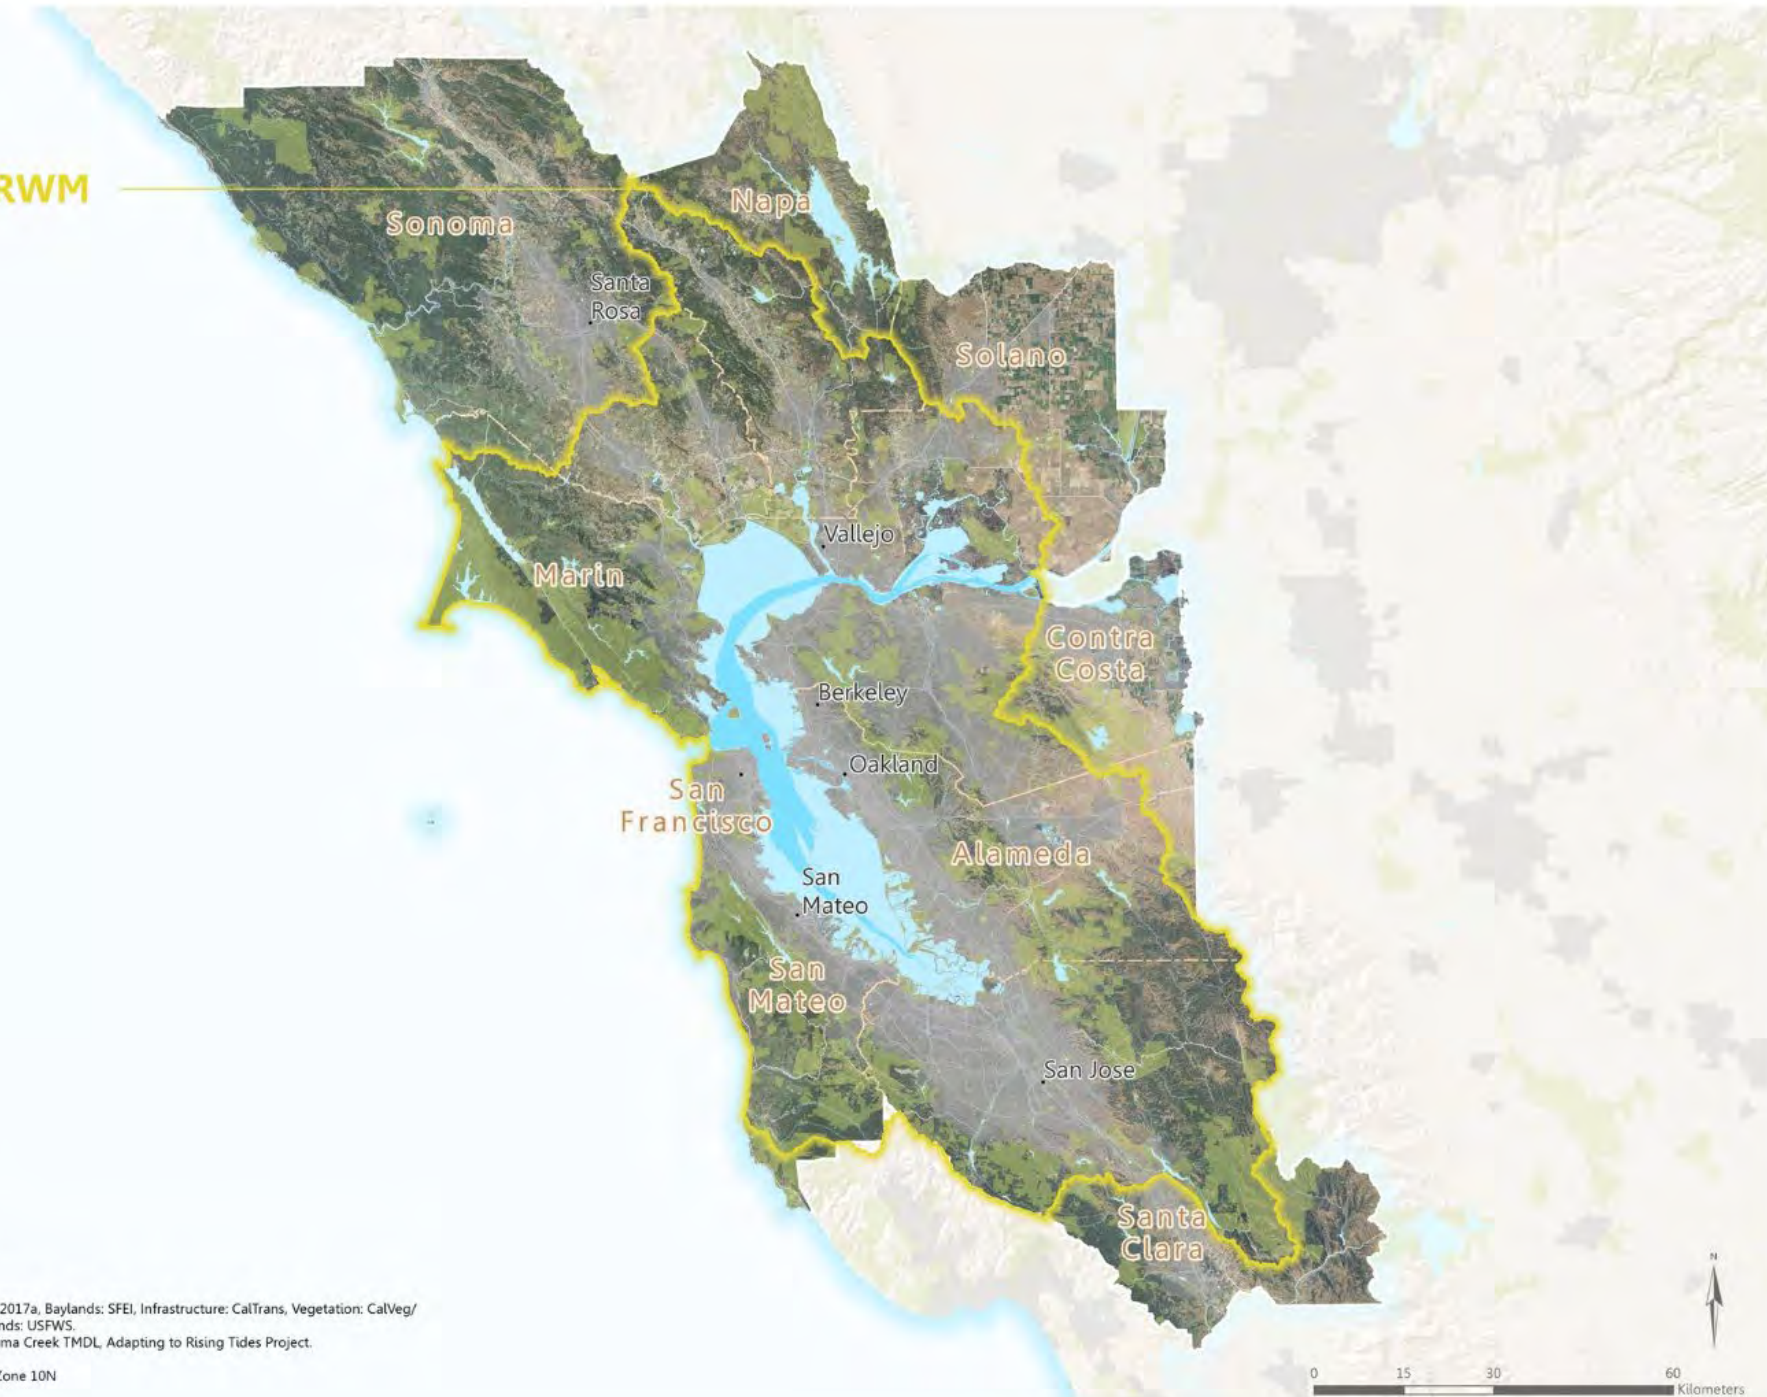 RWM
Napa
Sonoma
Santa
Rosa
Solano
Vallejo
Marin
Contra
Costa
Berkeley
Oakland
San
Francisco
Alameda
San
Mateo
San
Mateo
San Jose
Santa
Clara
N
2017a, Baylands: SFEI, Infrastructure: CalTrans, Vegetation: CalVeg/
nds: USFWS.
ma Creek TMDL, Adapting to Rising Tides Project.
Zone 10N
0 15 30 60
Kilometers